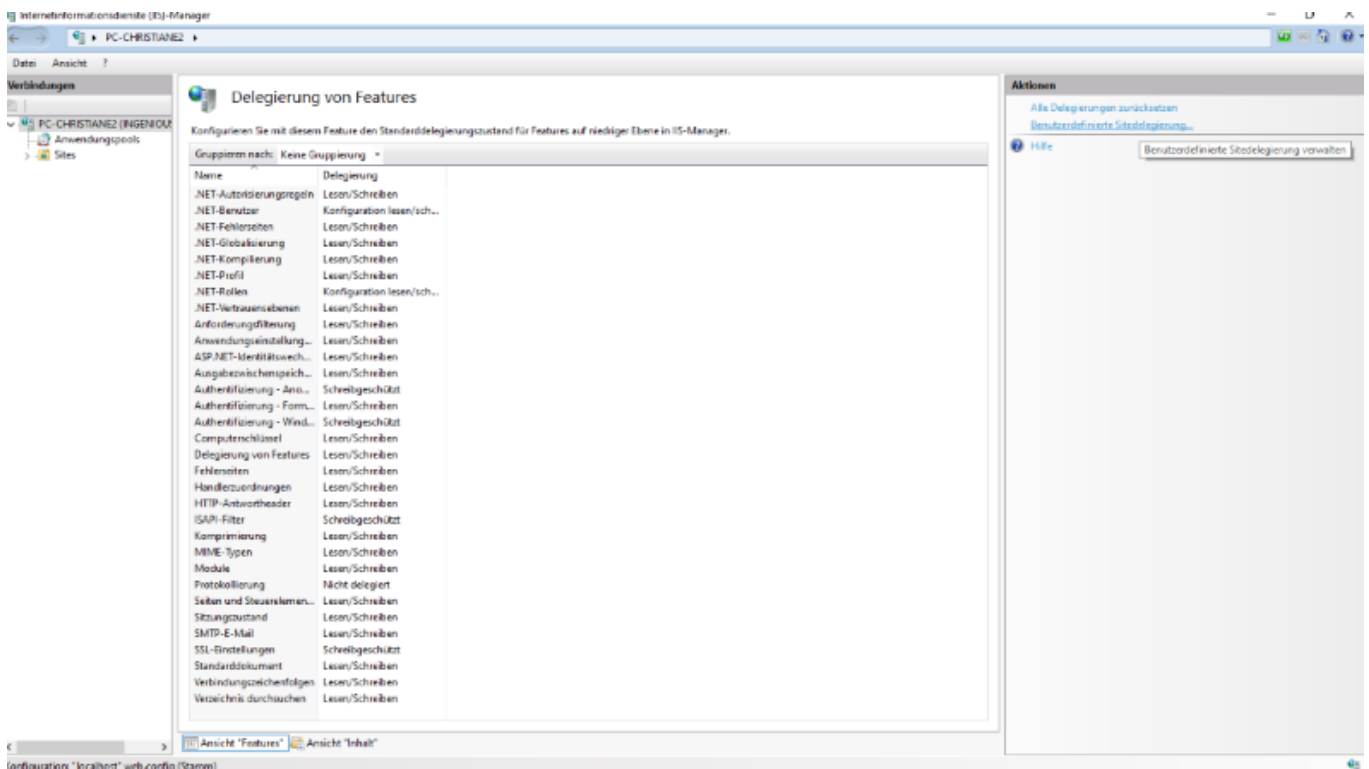 Internetinformationsdienste (IIS)-Manager
PC-CHRISTIANE2
Datei Ansicht ?
Verbindungen
PC-CHRISTIANE2 (INGENIOU
Anwendungspools
Sites
Delegierung von Features
Konfigurieren Sie mit diesem Feature den Standarddelegierungszustand für Features auf niedriger Ebene in IIS-Manager.
Gruppieren nach: Keine Gruppierung
Name Delegierung
.NET-Autorisierungsregeln Lesen/Schreiben
.NET-Benutzer Konfiguration lesen/sch...
.NET-Fehlerseiten Lesen/Schreiben
.NET-Globalisierung Lesen/Schreiben
.NET-Kompilierung Lesen/Schreiben
.NET-Profil Lesen/Schreiben
.NET-Rollen Konfiguration lesen/sch...
.NET-Vertrauensebenen Lesen/Schreiben
Anforderungsfilterung Lesen/Schreiben
Anwendungseinstellung... Lesen/Schreiben
ASP.NET-Identitätswech... Lesen/Schreiben
Ausgabezwischenspeich... Lesen/Schreiben
Authentifizierung - Ano... Schreibgeschützt
Authentifizierung - Form... Lesen/Schreiben
Authentifizierung - Wind... Schreibgeschützt
Computerschlüssel Lesen/Schreiben
Delegierung von Features Lesen/Schreiben
Fehlerseiten Lesen/Schreiben
Handlerzuordnungen Lesen/Schreiben
HTTP-Antwortheader Lesen/Schreiben
ISAPI-Filter Schreibgeschützt
Komprimierung Lesen/Schreiben
MIME-Typen Lesen/Schreiben
Module Lesen/Schreiben
Protokollierung Nicht delegiert
Seiten und Steuerelemen... Lesen/Schreiben
Sitzungszustand Lesen/Schreiben
SMTP-E-Mail Lesen/Schreiben
SSL-Einstellungen Schreibgeschützt
Standarddokument Lesen/Schreiben
Verbindungszeichenfolgen Lesen/Schreiben
Verzeichnis durchsuchen Lesen/Schreiben
Ansicht "Features" Ansicht "Inhalt"
Aktionen
Alle Delegierungen zurücksetzen
Benutzerdefinierte Sitedelegierung...
Hilfe
Benutzerdefinierte Sitedelegierung verwalten
Konfiguration: "localhost" web.config (Stamm)